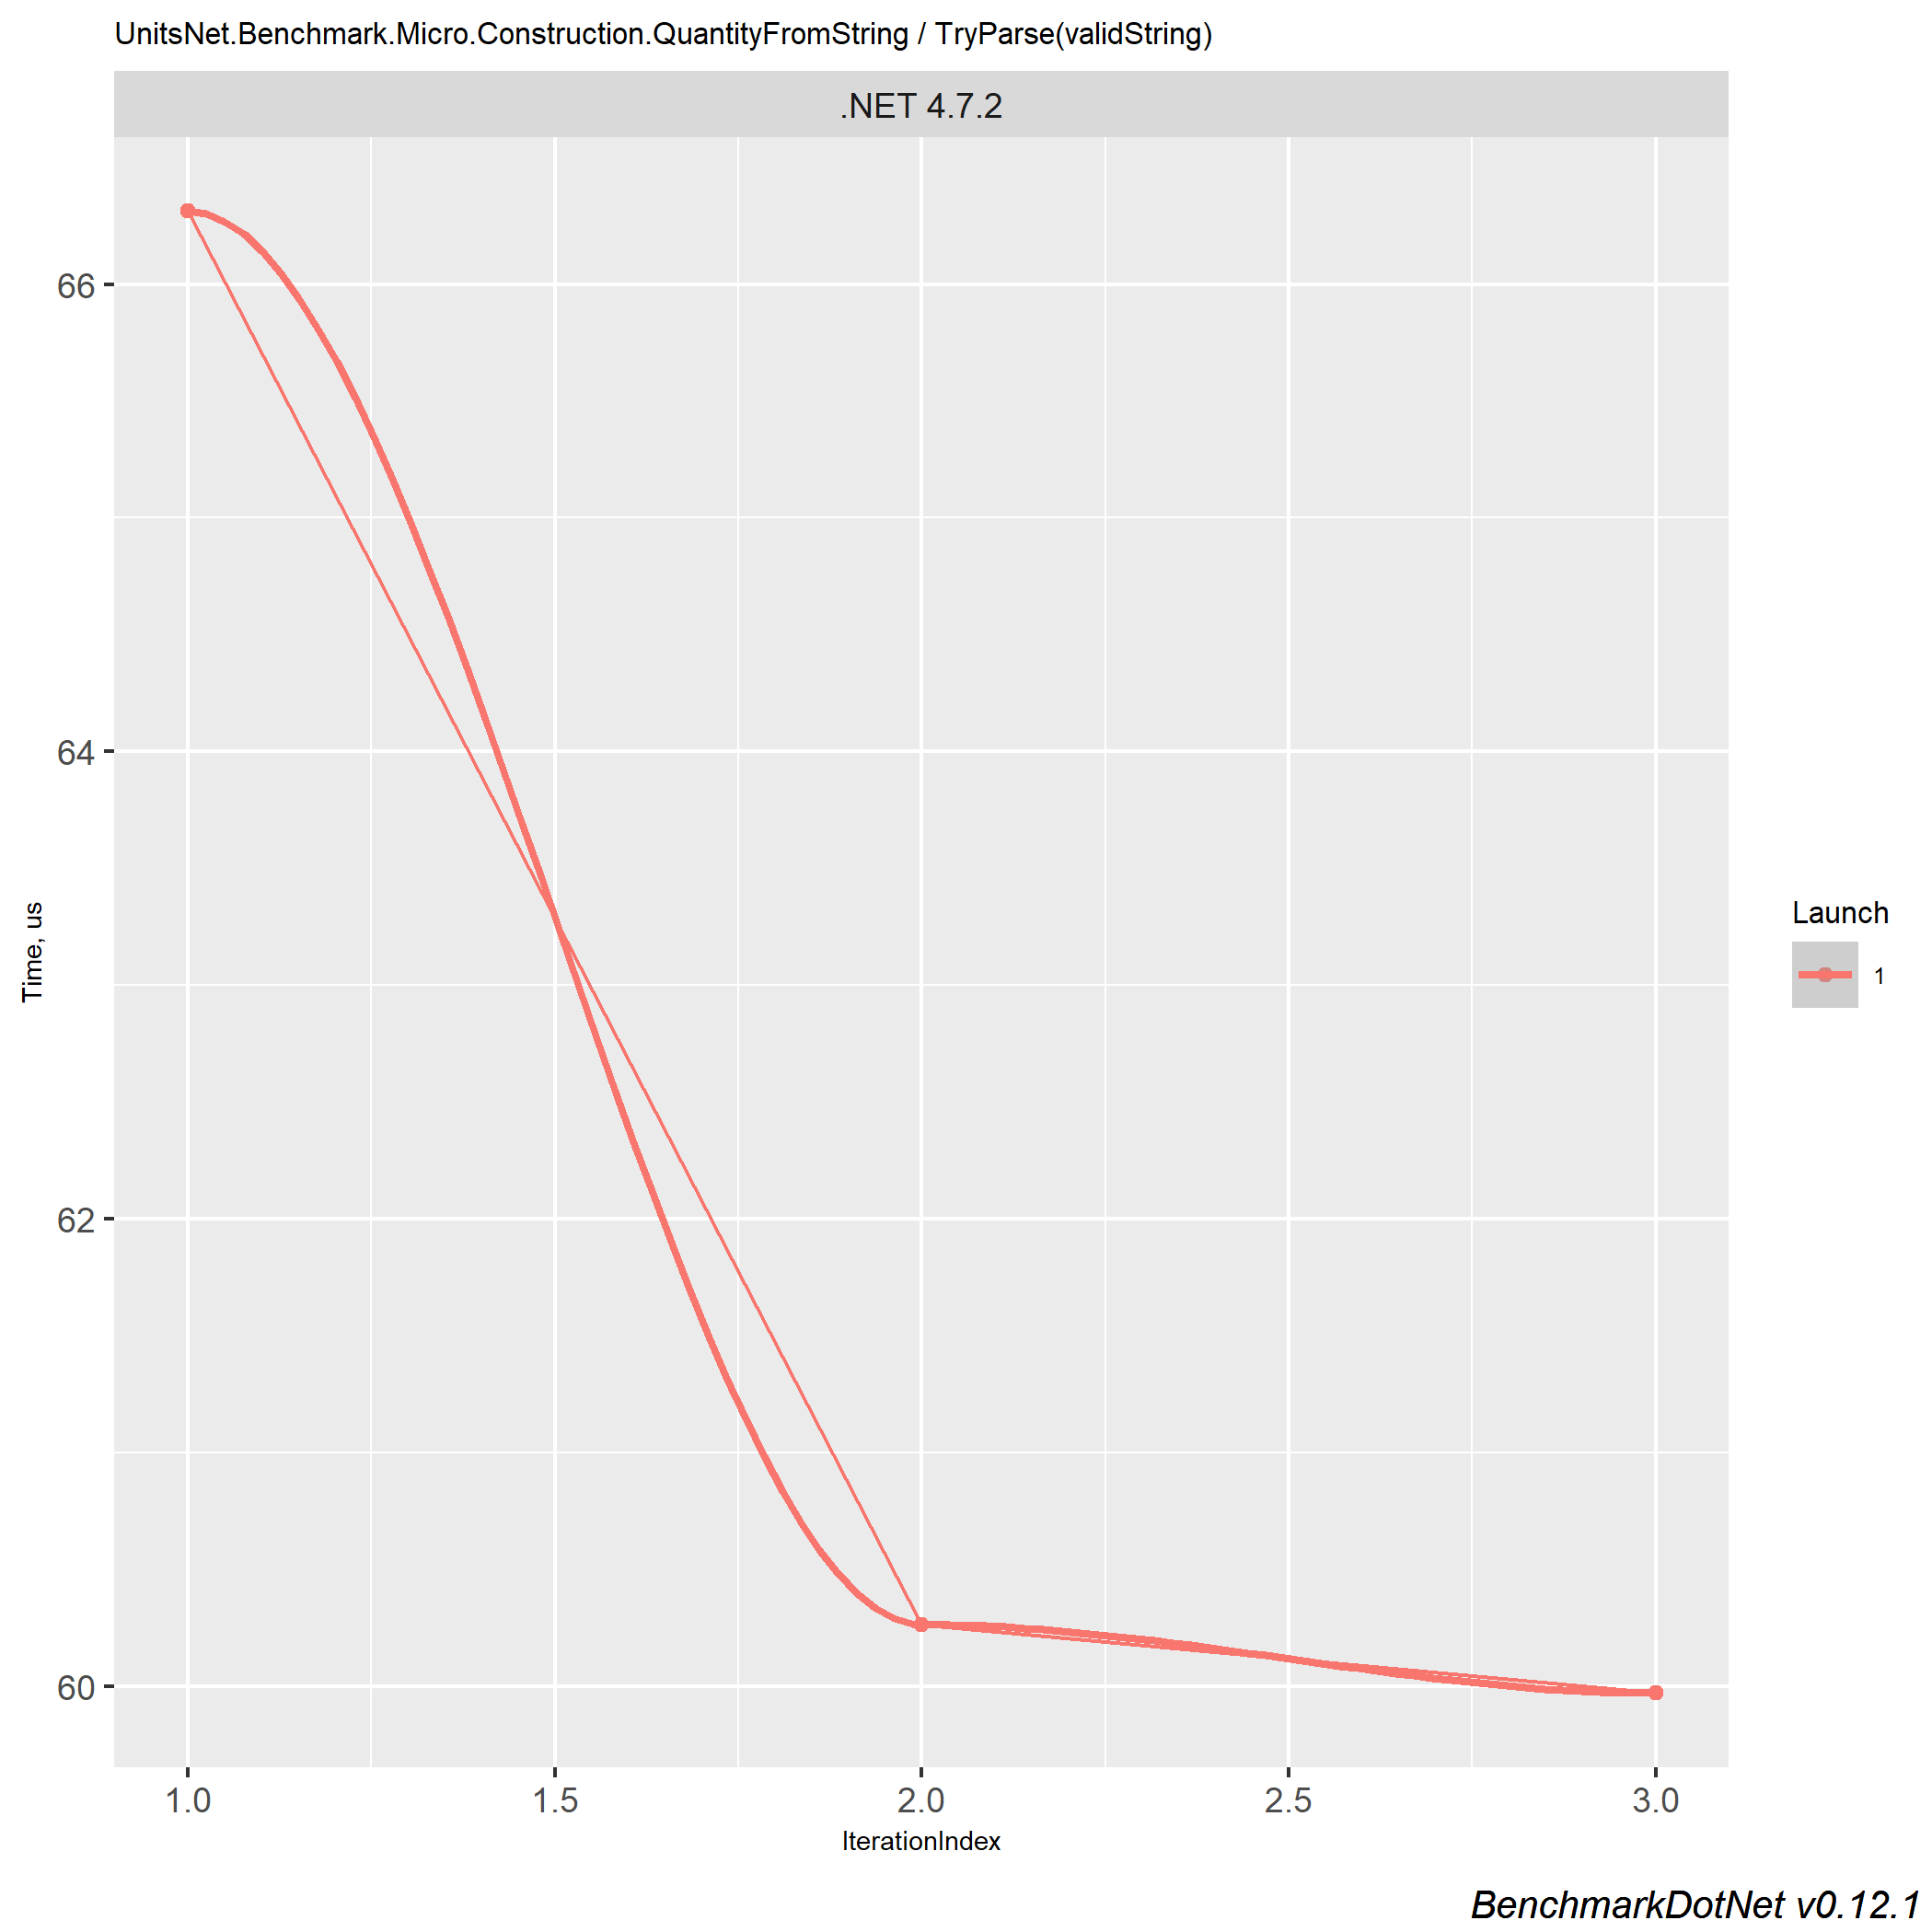 UnitsNet.Benchmark.Micro.Construction.QuantityFromString / TryParse(validString)
.NET 4.7.2
66
64
62
60
Time, us
Launch
1
1.0 1.5 2.0 2.5 3.0
IterationIndex
BenchmarkDotNet v0.12.1